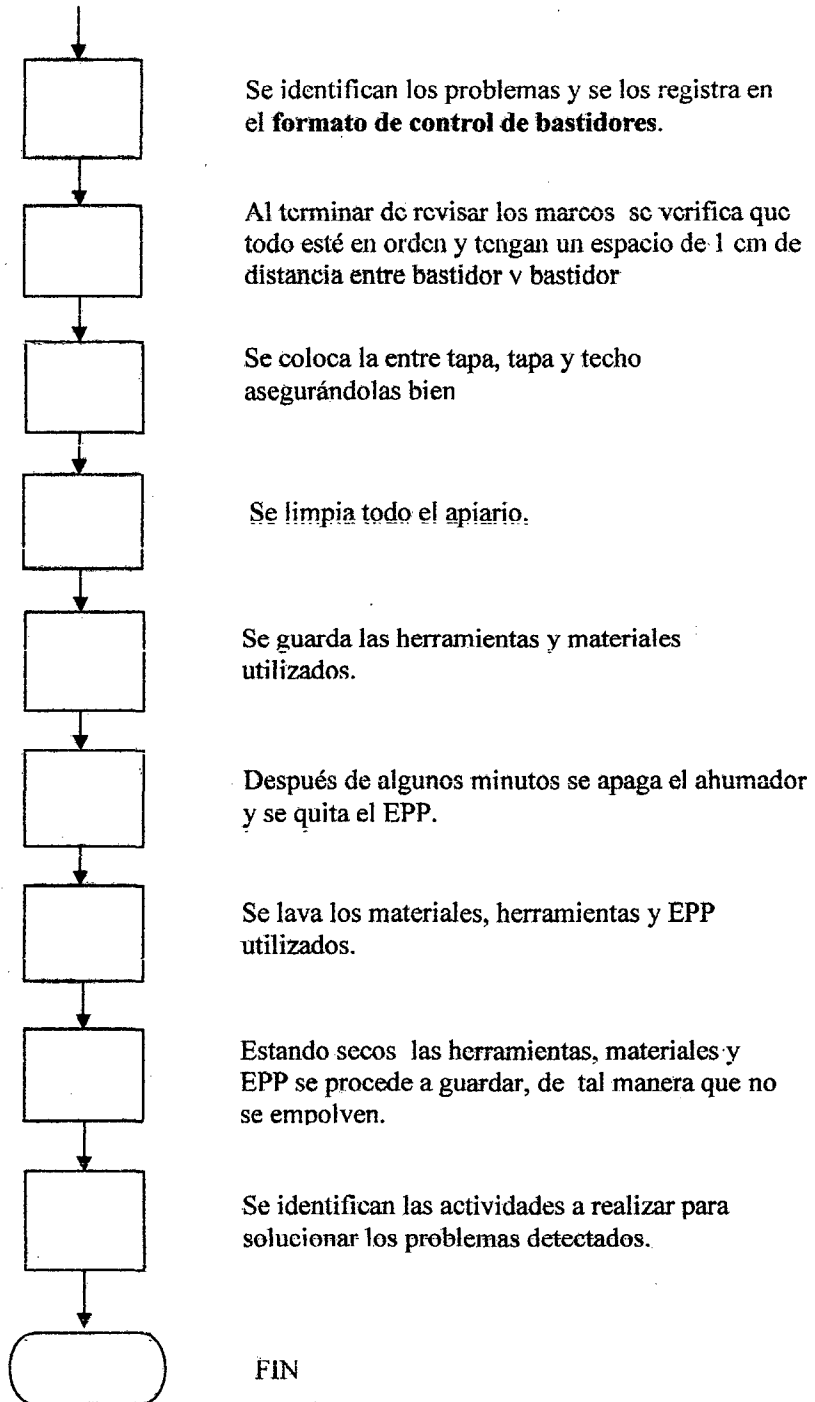 Se identifican los problemas y se los registra en
el formato de control de bastidores.
Al terminar de revisar los marcos se verifica que
todo esté en orden y tengan un espacio de 1 cm de
distancia entre bastidor y bastidor
Se coloca la entre tapa, tapa y techo
asegurándolas bien
Se limpia todo el apiario.
Se guarda las herramientas y materiales
utilizados.
Después de algunos minutos se apaga el ahumador
y se quita el EPP.
Se lava los materiales, herramientas y EPP
utilizados.
Estando secos las herramientas, materiales y
EPP se procede a guardar, de tal manera que no
se empolven.
Se identifican las actividades a realizar para
solucionar los problemas detectados.
FIN